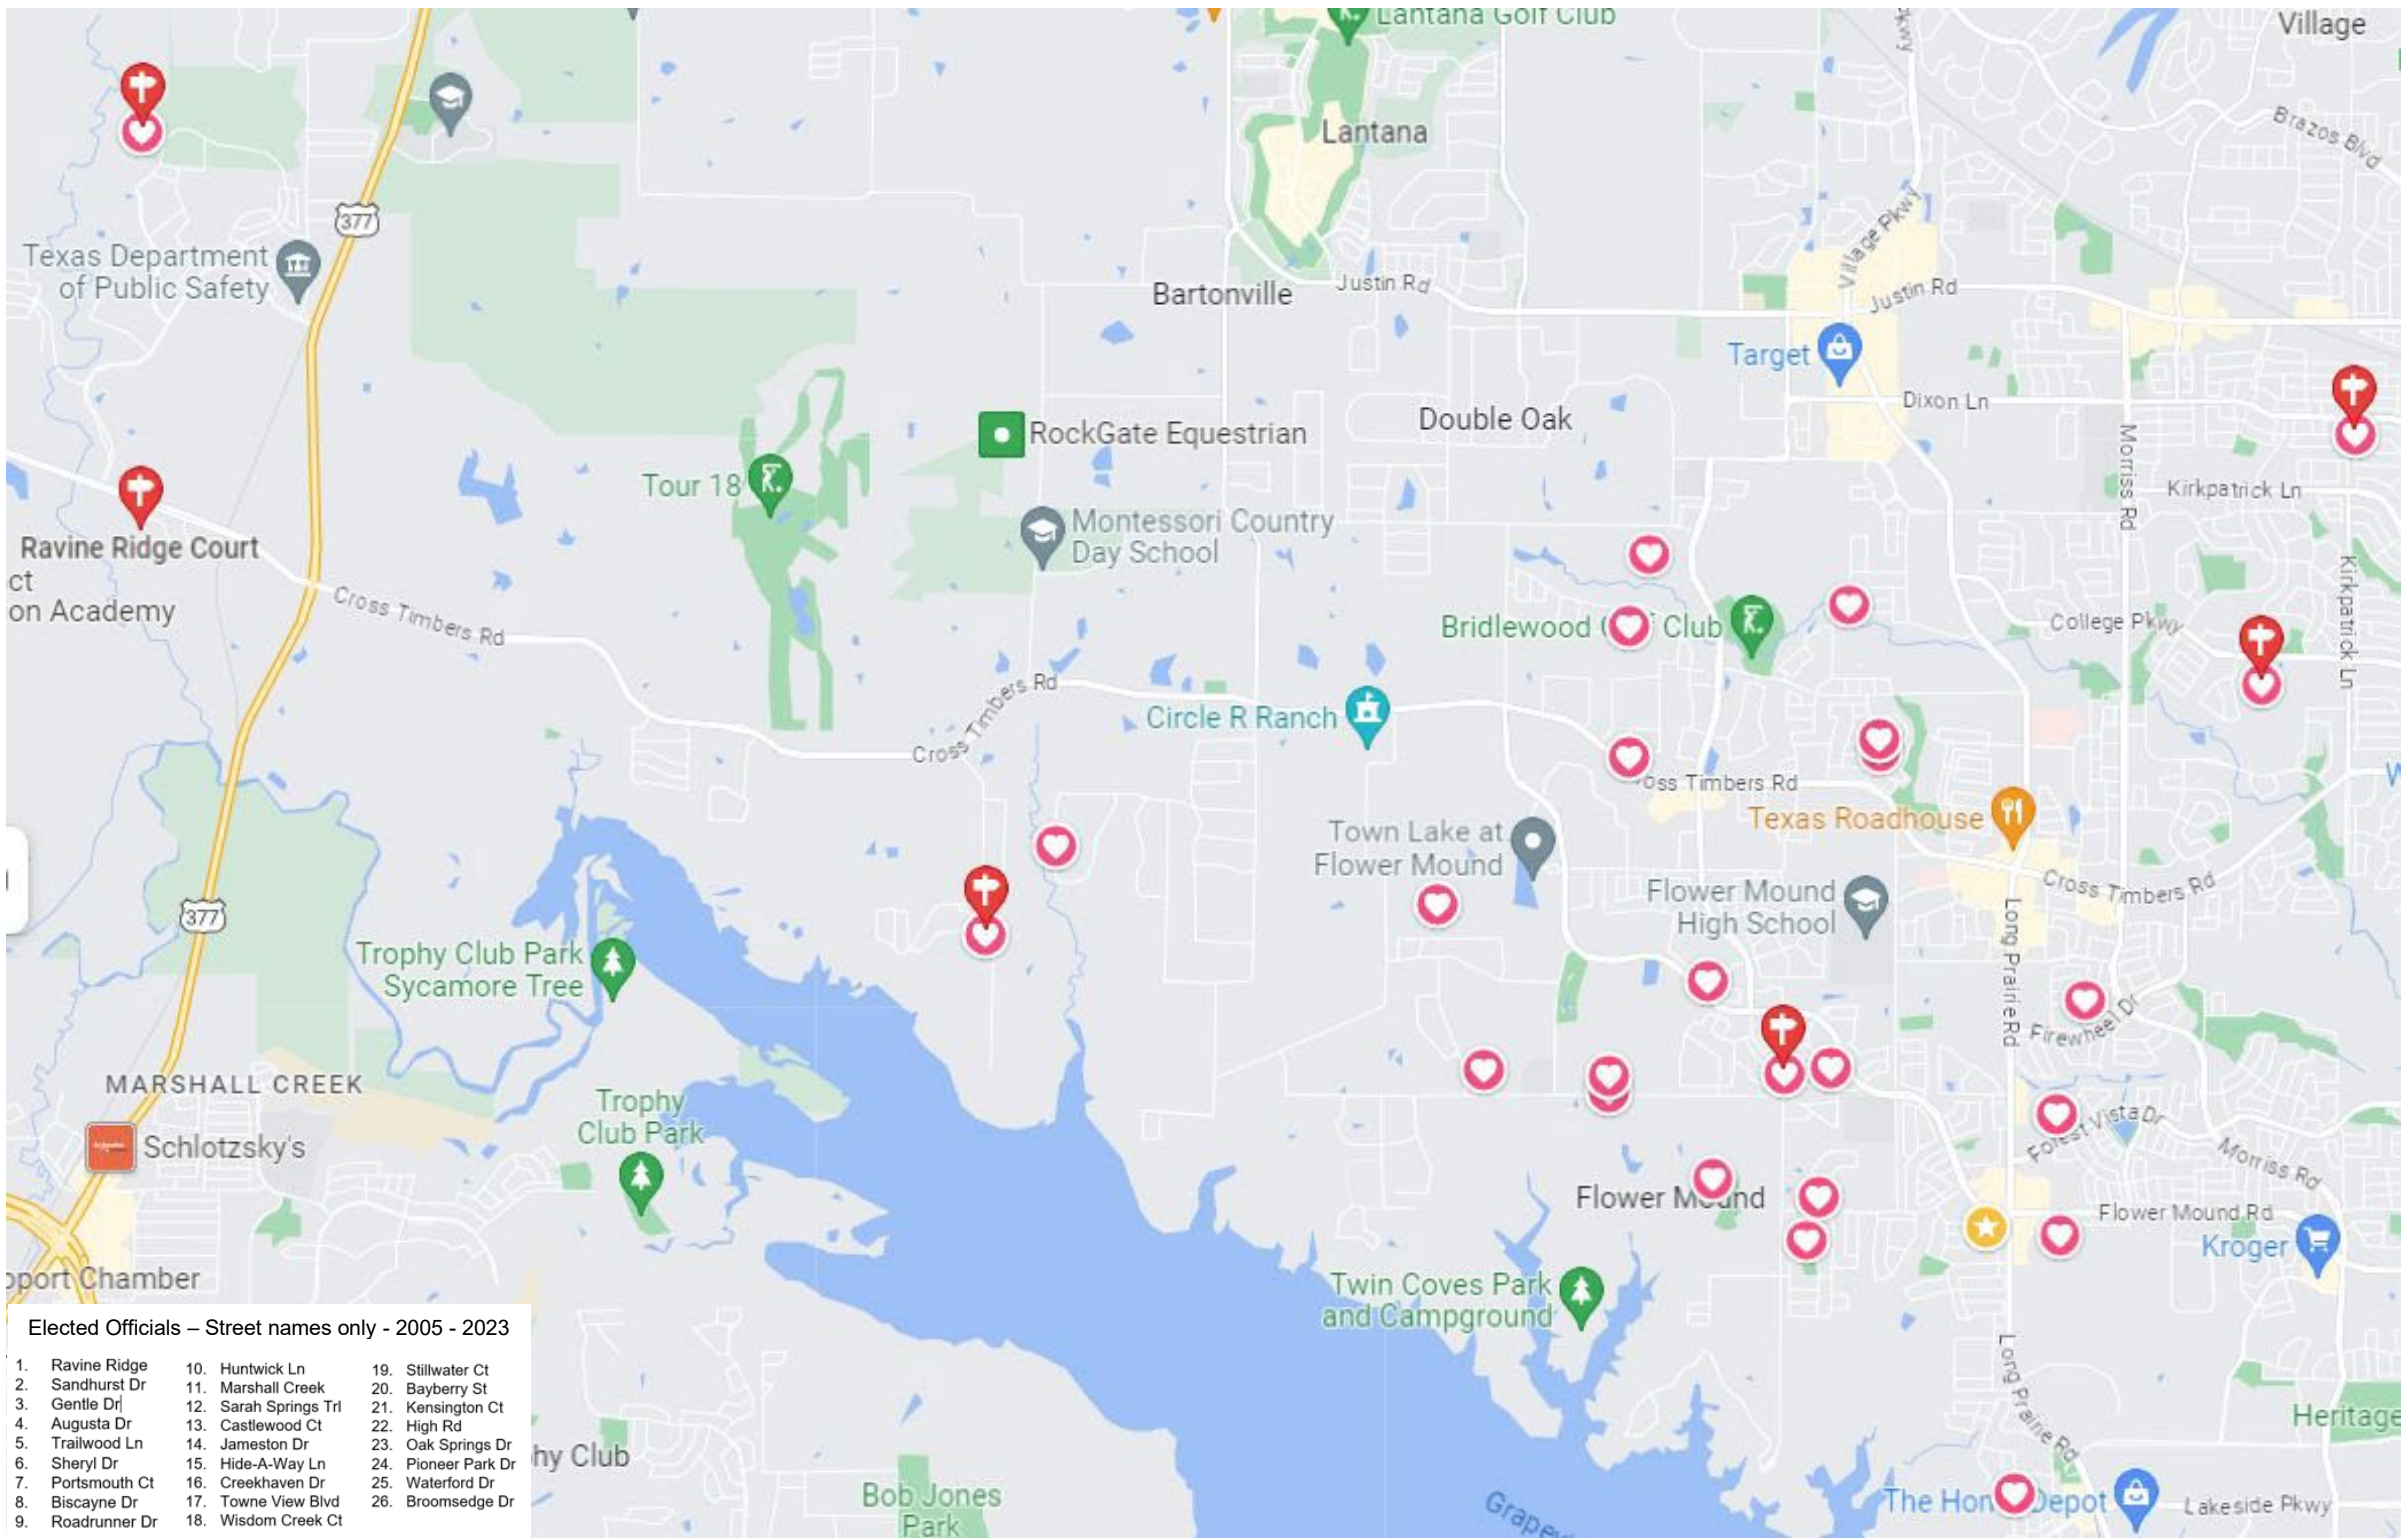 Lantana Golf Club
Village
Pkwy
Brazos Blvd
Lantana
377
Village Pkwy
Texas Department
of Public Safety
Bartonville
Justin Rd
Justin Rd
Target
Dixon Ln
Double Oak
RockGate Equestrian
Morriss Rd
Tour 18
Kirkpatrick Ln
Montessori Country
Day School
Ravine Ridge Court
ct
on Academy
Kirkpatrick Ln
Cross Timbers Rd
College Pkwy
Bridlewood
Club
Cross Timbers Rd
Circle R Ranch
W
oss Timbers Rd
Texas Roadhouse
Town Lake at
Flower Mound
Cross Timbers Rd
Flower Mound
High School
377
Long Prairie Rd
Trophy Club Park
Sycamore Tree
Firewheel Dr
MARSHALL CREEK
Trophy
Club Park
Forest Vista Dr
Schlotzsky's
Morriss Rd
Flower Mound
Flower Mound Rd
Kroger
pport Chamber
Twin Coves Park
and Campground
Long Prairie Rd
Heritage
hy Club
Bob Jones
Park
Grapev
The Hom Depot
Lakeside Pkwy
Elected Officials – Street names only - 2005 - 2023
1. Ravine Ridge
2. Sandhurst Dr
3. Gentle Dr
4. Augusta Dr
5. Trailwood Ln
6. Sheryl Dr
7. Portsmouth Ct
8. Biscayne Dr
9. Roadrunner Dr
10. Huntwick Ln
11. Marshall Creek
12. Sarah Springs Trl
13. Castlewood Ct
14. Jameston Dr
15. Hide-A-Way Ln
16. Creekhaven Dr
17. Towne View Blvd
18. Wisdom Creek Ct
19. Stillwater Ct
20. Bayberry St
21. Kensington Ct
22. High Rd
23. Oak Springs Dr
24. Pioneer Park Dr
25. Waterford Dr
26. Broomsedge Dr